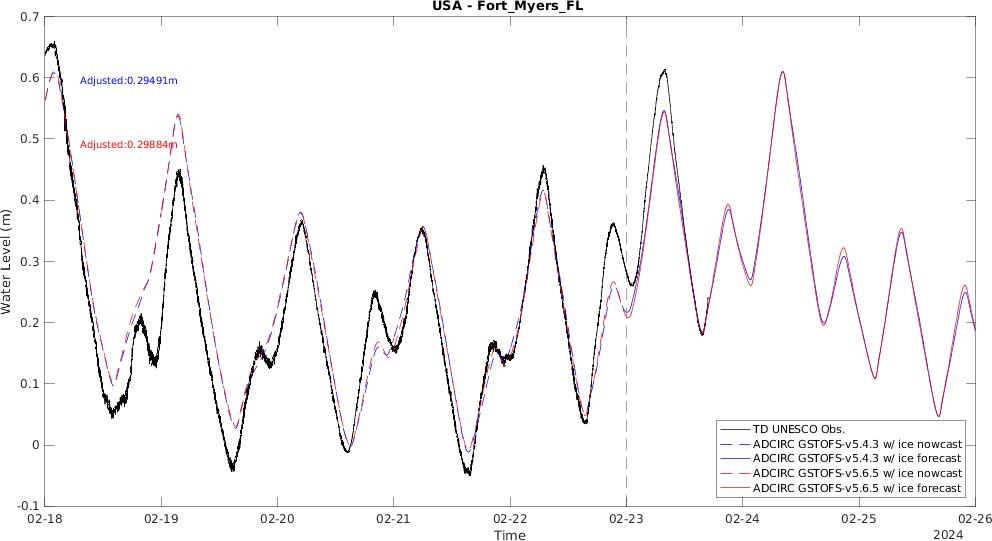 USA - Fort_Myers_FL
0.7
0.6
0.5
0.4
0.3
0.2
0.1
0
-0.1
Water Level (m)
Adjusted:0.29491m
Adjusted:0.29884m
TD UNESCO Obs.
ADCIRC GSTOFS-v5.4.3 w/ ice nowcast
ADCIRC GSTOFS-v5.4.3 w/ ice forecast
ADCIRC GSTOFS-v5.6.5 w/ ice nowcast
ADCIRC GSTOFS-v5.6.5 w/ ice forecast
02-18 02-19 02-20 02-21 02-22 02-23 02-24 02-25 02-26
Time
2024